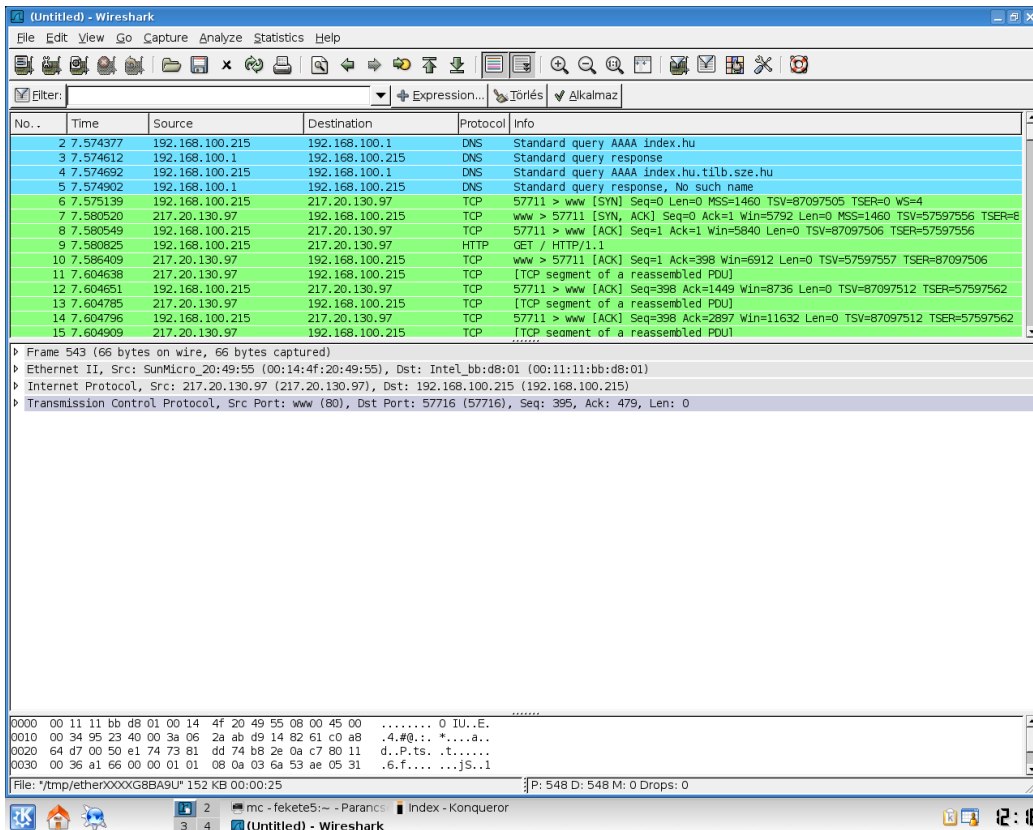 (Untitled) - Wireshark
File Edit View Go Capture Analyze Statistics Help
Filter: Expression... Törlés Alkalmaz
No. . Time Source Destination Protocol Info
2 7.574377 192.168.100.215 192.168.100.1 DNS Standard query AAAA index.hu
3 7.574612 192.168.100.1 192.168.100.215 DNS Standard query response
4 7.574692 192.168.100.215 192.168.100.1 DNS Standard query AAAA index.hu.tilb.sze.hu
5 7.574902 192.168.100.1 192.168.100.215 DNS Standard query response, No such name
6 7.575139 192.168.100.215 217.20.130.97 TCP 57711 > www [SYN] Seq=0 Len=0 MSS=1460 TSV=87097505 TSER=0 WS=4
7 7.580520 217.20.130.97 192.168.100.215 TCP www > 57711 [SYN, ACK] Seq=0 Ack=1 Win=5792 Len=0 MSS=1460 TSV=57597556 TSER=8
8 7.580549 192.168.100.215 217.20.130.97 TCP 57711 > www [ACK] Seq=1 Ack=1 Win=5840 Len=0 TSV=87097506 TSER=57597556
9 7.580825 192.168.100.215 217.20.130.97 HTTP GET / HTTP/1.1
10 7.586409 217.20.130.97 192.168.100.215 TCP www > 57711 [ACK] Seq=1 Ack=398 Win=6912 Len=0 TSV=57597557 TSER=87097506
11 7.604638 217.20.130.97 192.168.100.215 TCP [TCP segment of a reassembled PDU]
12 7.604651 192.168.100.215 217.20.130.97 TCP 57711 > www [ACK] Seq=398 Ack=1449 Win=8736 Len=0 TSV=87097512 TSER=57597562
13 7.604785 217.20.130.97 192.168.100.215 TCP [TCP segment of a reassembled PDU]
14 7.604796 192.168.100.215 217.20.130.97 TCP 57711 > www [ACK] Seq=398 Ack=2897 Win=11632 Len=0 TSV=87097512 TSER=57597562
15 7.604909 217.20.130.97 192.168.100.215 TCP [TCP segment of a reassembled PDU]
Frame 543 (66 bytes on wire, 66 bytes captured)
Ethernet II, Src: SunMicro_20:49:55 (00:14:4f:20:49:55), Dst: Intel_bb:d8:01 (00:11:11:bb:d8:01)
Internet Protocol, Src: 217.20.130.97 (217.20.130.97), Dst: 192.168.100.215 (192.168.100.215)
Transmission Control Protocol, Src Port: www (80), Dst Port: 57716 (57716), Seq: 395, Ack: 479, Len: 0
0000 00 11 11 bb d8 01 00 14 4f 20 49 55 08 00 45 00 ........ O IU..E.
0010 00 34 95 23 40 00 3a 06 2a ab d9 14 82 61 c0 a8 .4.#@.:. *....a..
0020 64 d7 00 50 e1 74 73 81 dd 74 b8 2e 0a c7 80 11 d..P.ts. .t......
0030 00 36 a1 66 00 00 01 01 08 0a 03 6a 53 ae 05 31 .6.f.... ...jS..1
File: "/tmp/etherXXXXG8BA9U" 152 KB 00:00:25 P: 548 D: 548 M: 0 Drops: 0
2 mc - fekete5:~ - Parancs Index - Konqueror
3 4 (Untitled) - Wireshark